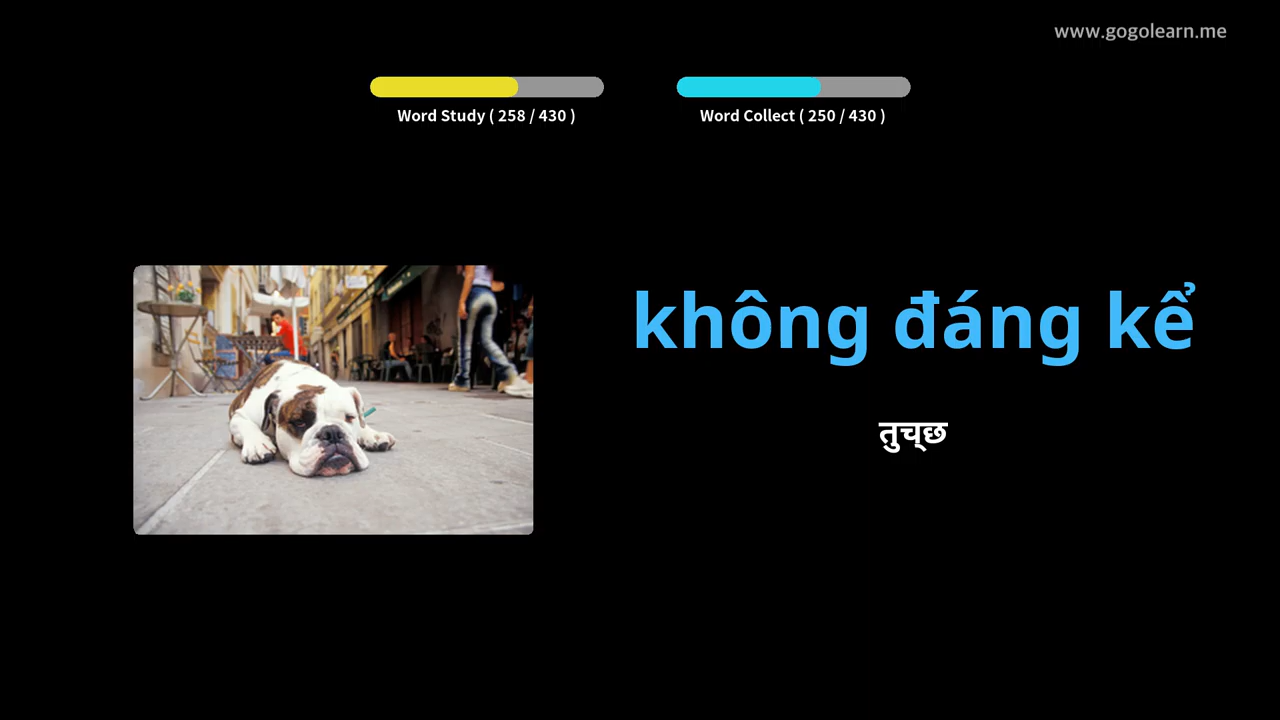 www.gogolearn.me
Word Study ( 258 / 430 )
Word Collect ( 250 / 430 )
không đáng kể
तुच्छ